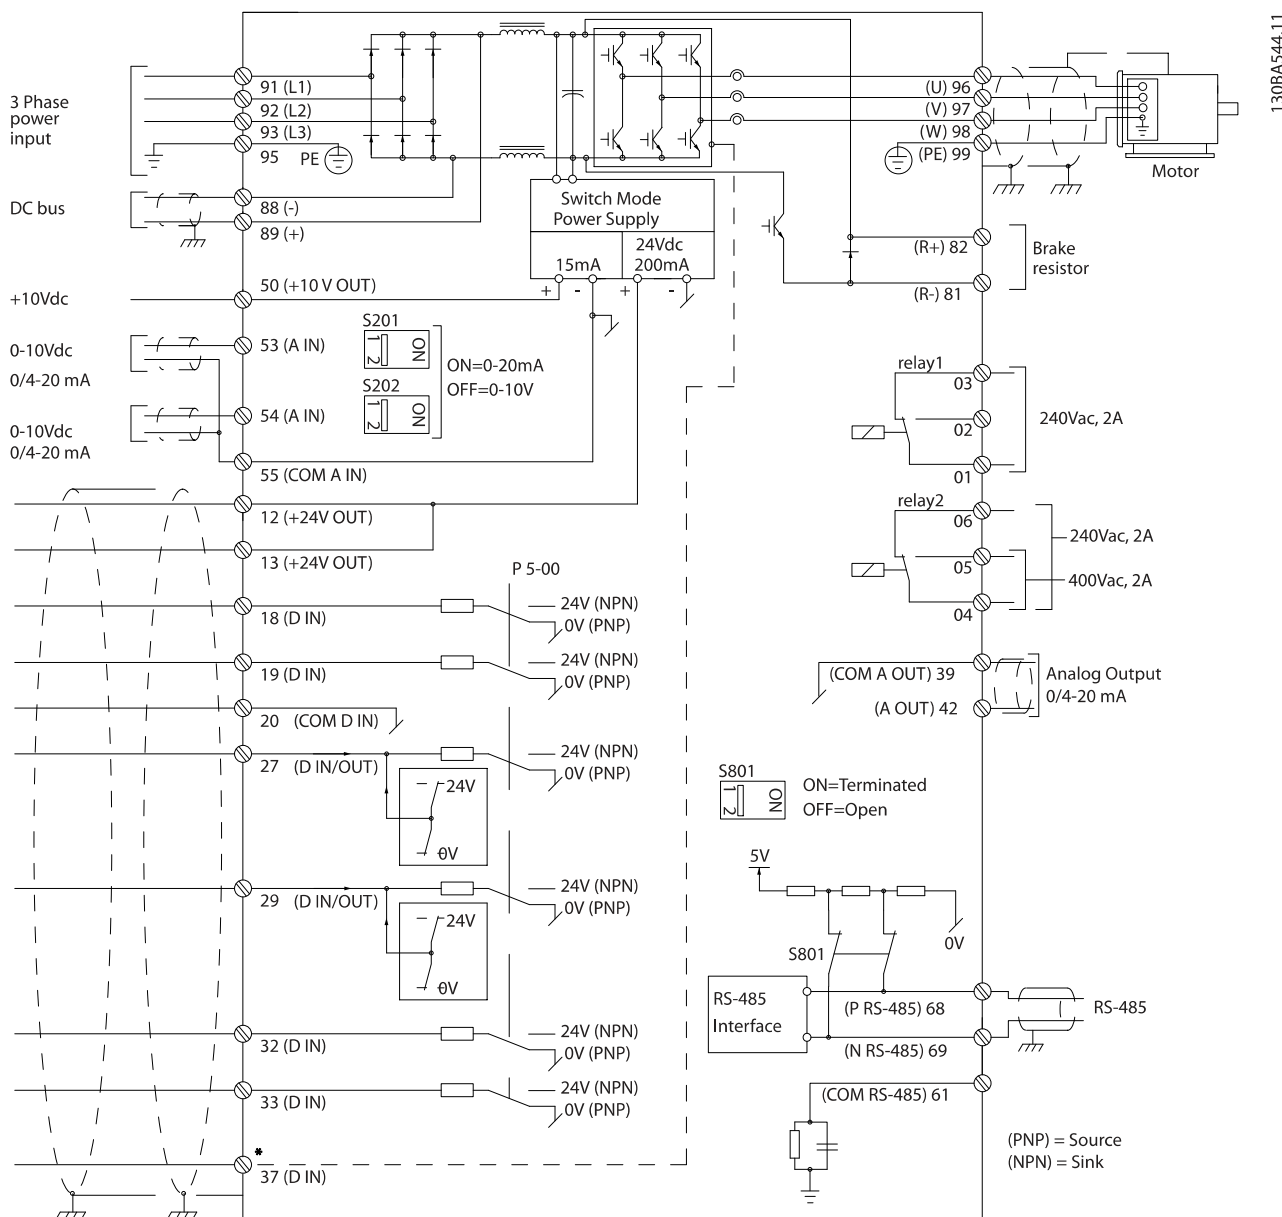 130BA544.11
3 Phase
power
input
91 (L1)
92 (L2)
93 (L3)
95
PE
DC bus
88 (-)
89 (+)
Switch Mode
Power Supply
24Vdc
15mA
200mA
+
-
+
-
(U) 96
(V) 97
(W) 98
(PE) 99
Motor
(R+) 82
Brake
resistor
(R-) 81
+10Vdc
50 (+10 V OUT)
0-10Vdc
0/4-20 mA
53 (A IN)
S201
1 2
ON
ON=0-20mA
OFF=0-10V
S202
1 2
ON
0-10Vdc
0/4-20 mA
54 (A IN)
55 (COM A IN)
relay1
03
02
01
240Vac, 2A
relay2
06
05
04
240Vac, 2A
400Vac, 2A
12 (+24V OUT)
13 (+24V OUT)
P 5-00
18 (D IN)
24V (NPN)
0V (PNP)
19 (D IN)
24V (NPN)
0V (PNP)
20 (COM D IN)
27 (D IN/OUT)
24V (NPN)
0V (PNP)
24V
0V
29 (D IN/OUT)
24V (NPN)
0V (PNP)
24V
0V
32 (D IN)
24V (NPN)
0V (PNP)
33 (D IN)
24V (NPN)
0V (PNP)
*
37 (D IN)
(COM A OUT) 39
(A OUT) 42
Analog Output
0/4-20 mA
S801
1 2
ON
ON=Terminated
OFF=Open
5V
S801
0V
RS-485
Interface
(P RS-485) 68
(N RS-485) 69
RS-485
(COM RS-485) 61
(PNP) = Source
(NPN) = Sink